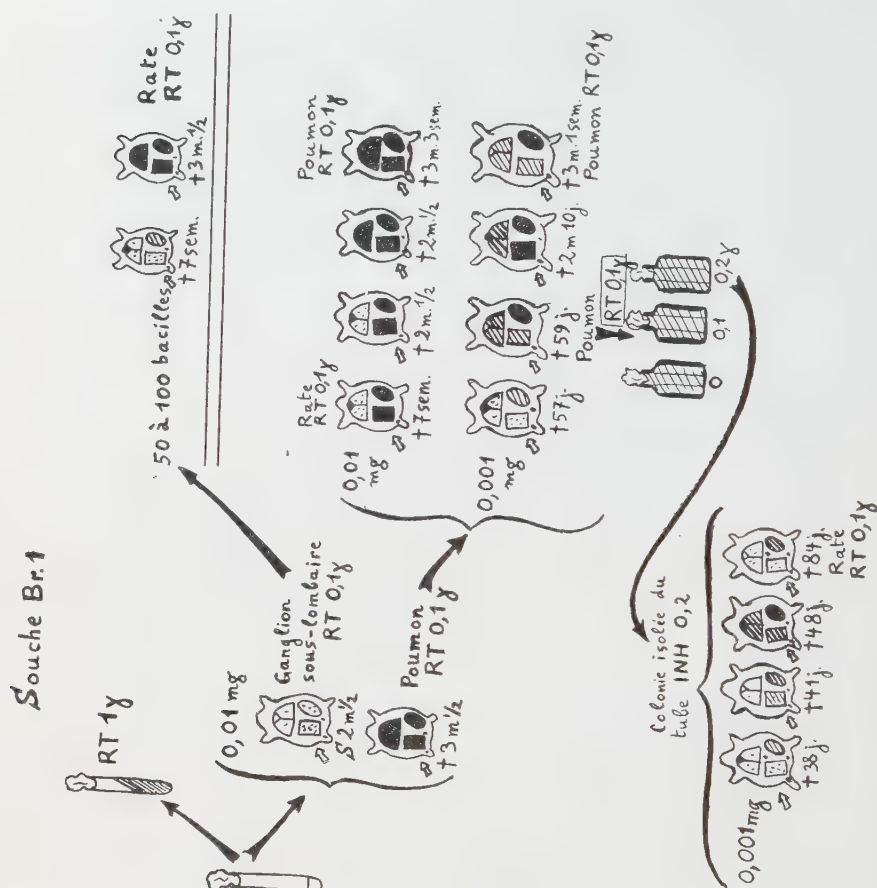 Souche Br.1
RT 1γ
0,01 mg
Ganglion
sous-lombaire
RT 0,1γ
S 2m1/2
Poumon
RT 0,1γ
+3m1/2
50 à 100 bacilles
+7sem.
+3m.1/2
Rate
RT 0,1γ
0,01
mg
Rate
RT 0,1γ
+7sem.
+2m.1/2
+2m.1/2
Poumon
RT 0,1γ
+3m.3sem.
0,001
mg
+57j.
+59j.
Poumon
RT 0,1γ
+2m 10j.
+3m.1sem.
Poumon RT 0,1γ
0
0,1
0,2γ
Colonie isolée du
tube INH 0,2
0,001mg
+38j.
+41j.
+48j.
+84j.
Rate
RT 0,1γ